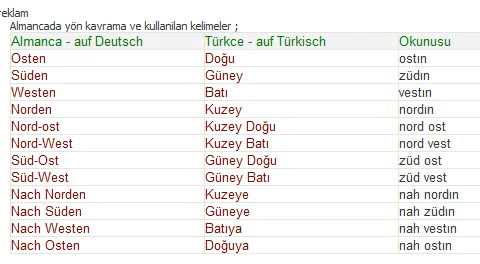 reklam
Almancada yön kavrama ve kullanilan kelimeler ;
Almanca - auf Deutsch Türkce - auf Türkisch Okunusu
Osten Doğu ostın
Süden Güney züdın
Westen Batı vestın
Norden Kuzey nordın
Nord-ost Kuzey Doğu nord ost
Nord-West Kuzey Batı nord vest
Süd-Ost Güney Doğu züd ost
Süd-West Güney Batı züd vest
Nach Norden Kuzeye nah nordın
Nach Süden Güneye nah züdın
Nach Westen Batıya nah vestın
Nach Osten Doğuya nah ostın